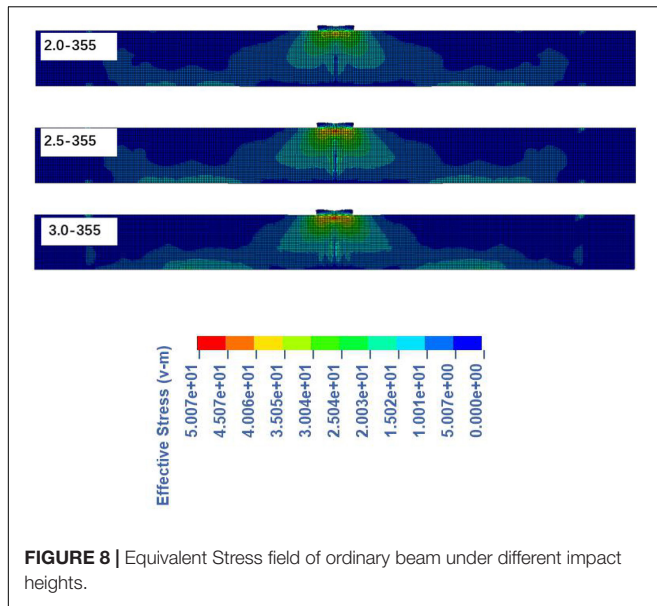 2.0-355
2.5-355
3.0-355
Effective Stress (v-m)
5.007e+01
4.507e+01
4.006e+01
3.505e+01
3.004e+01
2.504e+01
2.003e+01
1.502e+01
1.001e+01
5.007e+00
0.000e+00
FIGURE 8 | Equivalent Stress field of ordinary beam under different impact
heights.